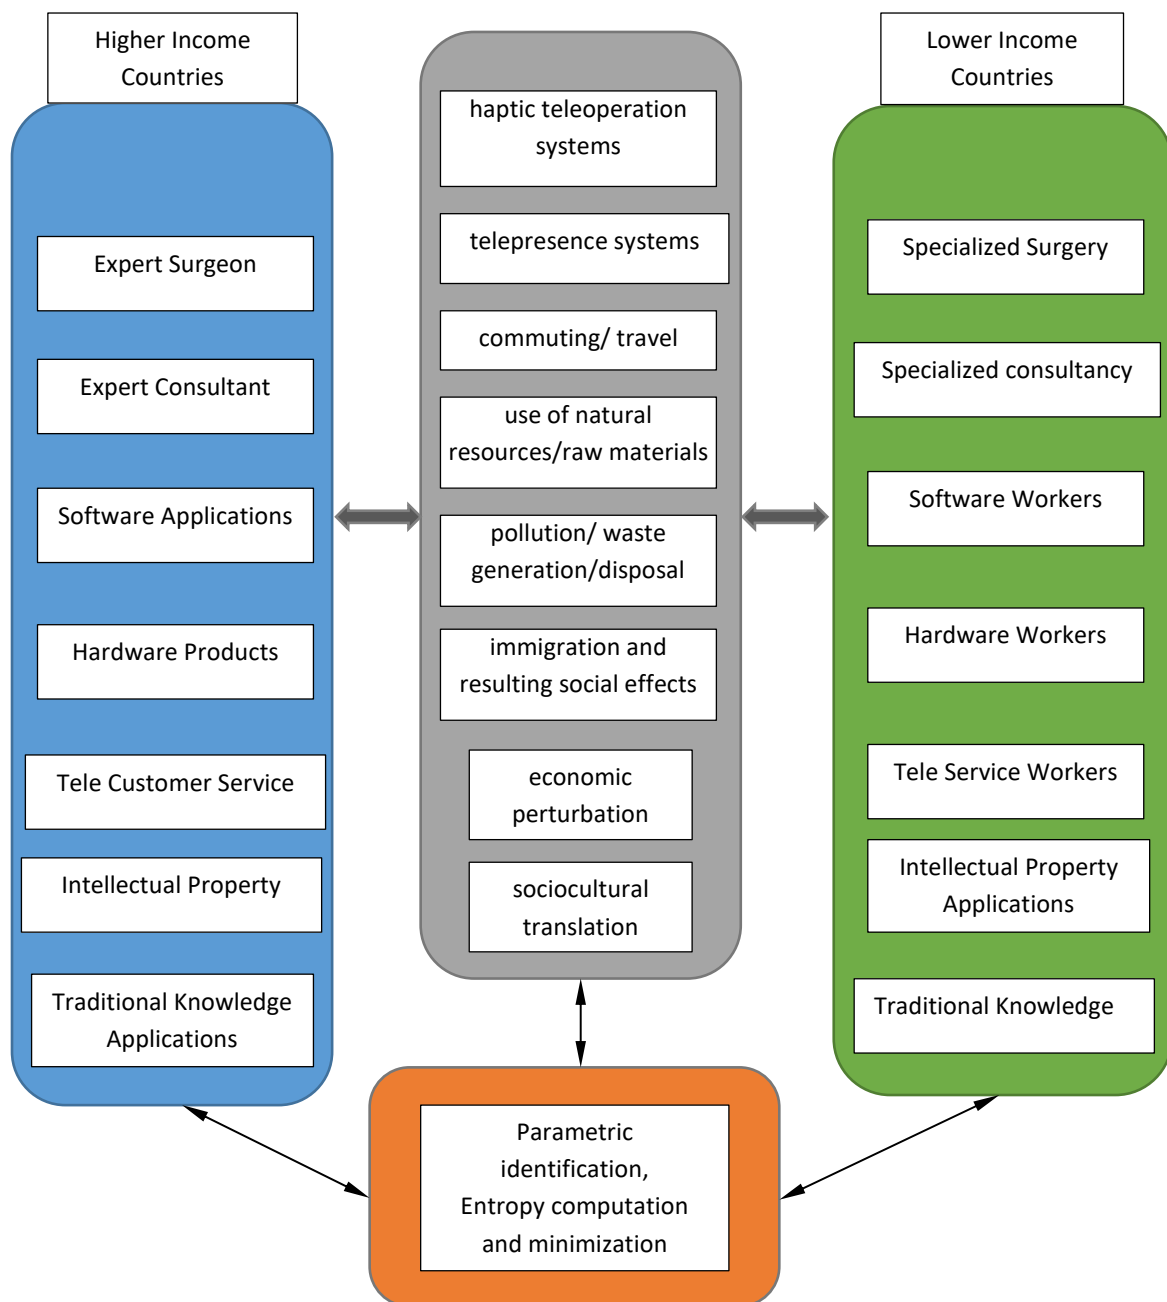 Higher Income
Countries
Expert Surgeon
Expert Consultant
Software Applications
Hardware Products
Tele Customer Service
Intellectual Property
Traditional Knowledge
Applications
haptic teleoperation
systems
telepresence systems
commuting/ travel
use of natural
resources/raw materials
pollution/ waste
generation/disposal
immigration and
resulting social effects
economic
perturbation
sociocultural
translation
Lower Income
Countries
Specialized Surgery
Specialized consultancy
Software Workers
Hardware Workers
Tele Service Workers
Intellectual Property
Applications
Traditional Knowledge
Parametric
identification,
Entropy computation
and minimization